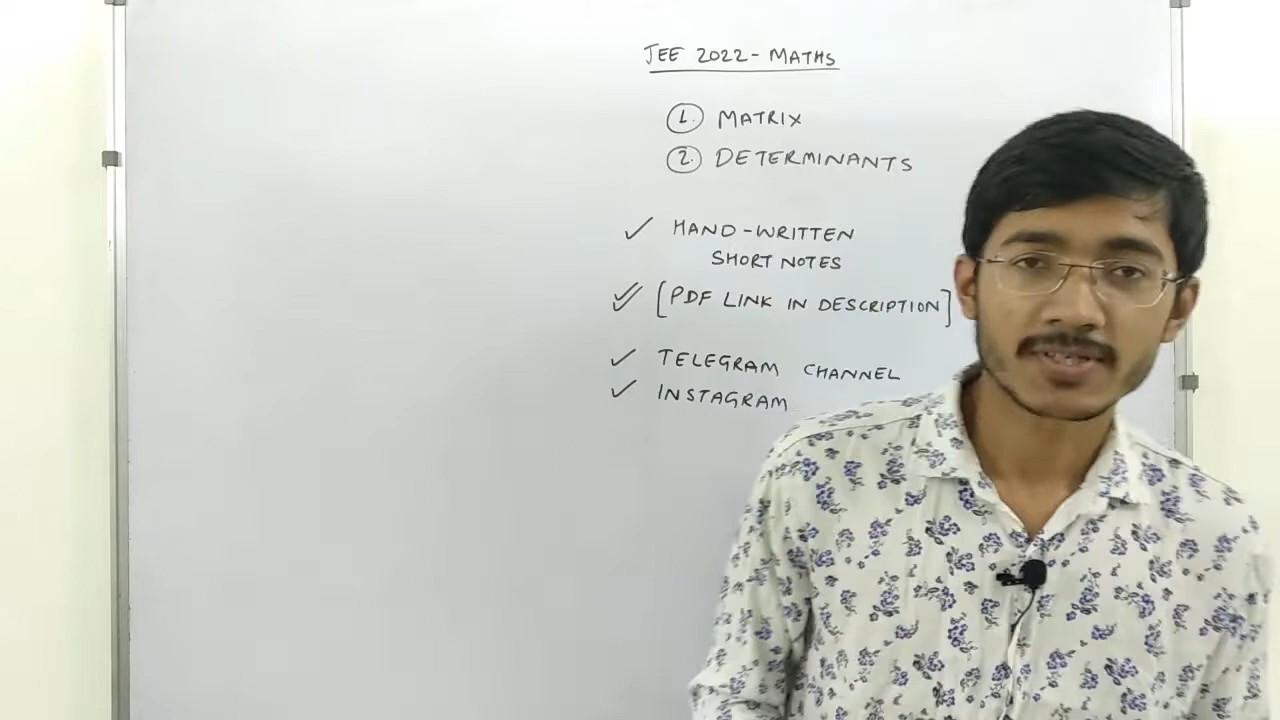 JEE 2022 - MATHS
1. MATRIX
2. DETERMINANTS
✓ HAND-WRITTEN
SHORT NOTES
✓ [PDF LINK IN DESCRIPTION]
✓ TELEGRAM CHANNEL
✓ INSTAGRAM